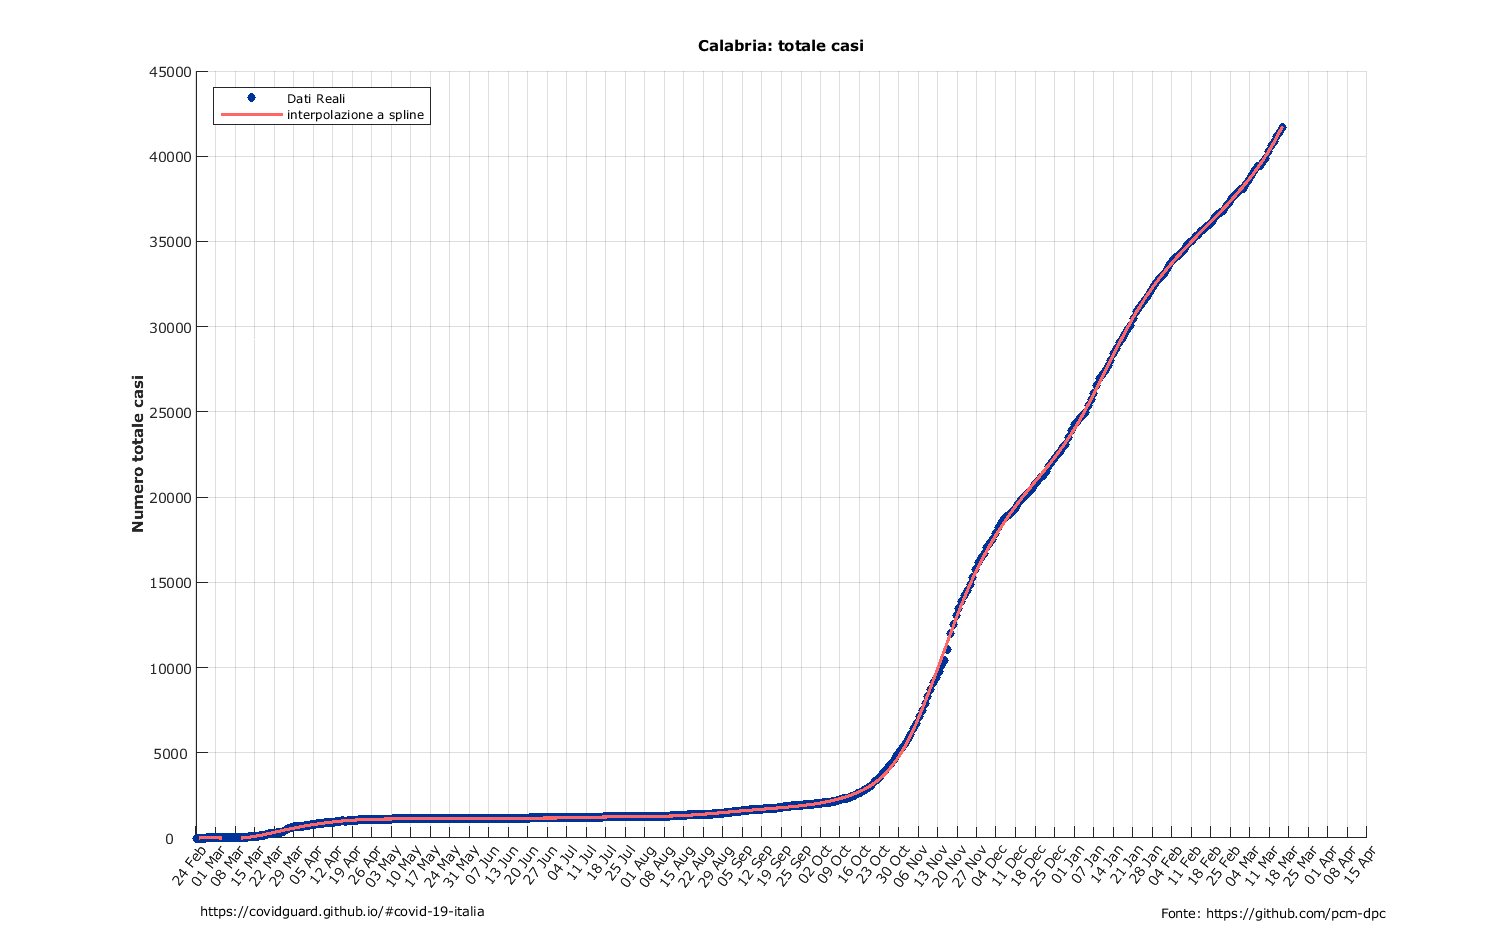 Calabria: totale casi
45000
40000
35000
30000
25000
20000
15000
10000
5000
0
Numero totale casi
Dati Reali
interpolazione a spline
24 Feb
01 Mar
08 Mar
15 Mar
22 Mar
29 Mar
05 Apr
12 Apr
19 Apr
26 Apr
03 May
10 May
17 May
24 May
31 May
07 Jun
13 Jun
20 Jun
27 Jun
04 Jul
11 Jul
18 Jul
25 Jul
01 Aug
08 Aug
15 Aug
22 Aug
29 Aug
05 Sep
12 Sep
19 Sep
25 Sep
02 Oct
09 Oct
16 Oct
23 Oct
30 Oct
06 Nov
13 Nov
20 Nov
27 Nov
04 Dec
11 Dec
18 Dec
25 Dec
01 Jan
07 Jan
14 Jan
21 Jan
28 Jan
04 Feb
11 Feb
18 Feb
25 Feb
04 Mar
11 Mar
18 Mar
25 Mar
01 Apr
08 Apr
15 Apr
https://covidguard.github.io/#covid-19-italia
Fonte: https://github.com/pcm-dpc